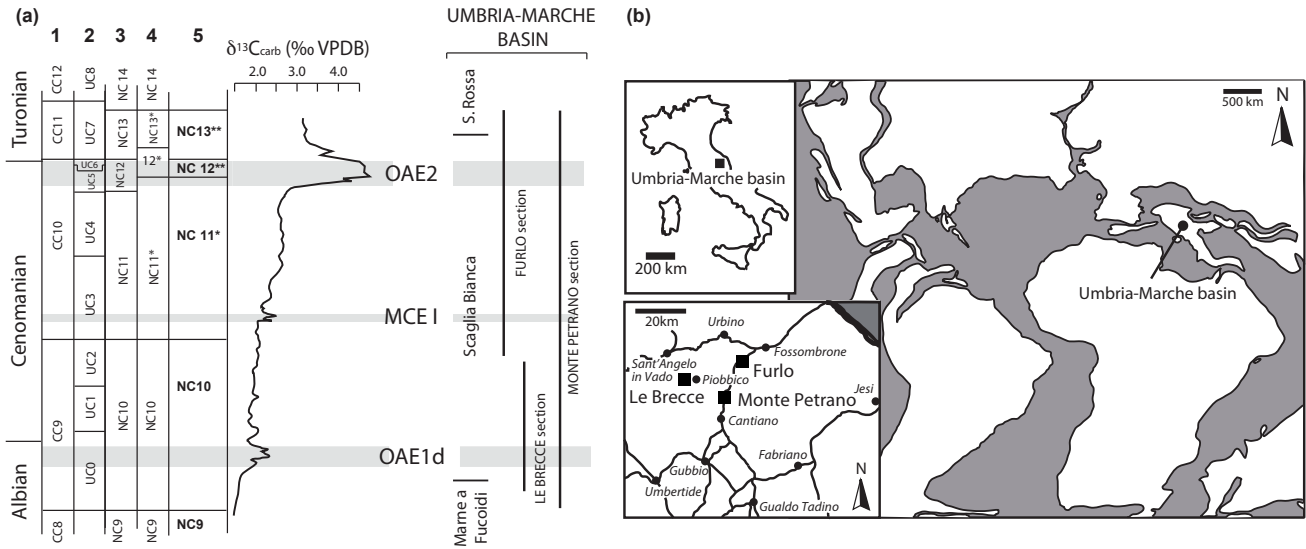 (a)
1 2 3 4 5
δ13Ccarb (‰ VPDB)
2.0 3.0 4.0
UMBRIA-MARCHE
BASIN
Turonian
Cenomanian
Albian
CC12
CC11
CC10
CC9
CC8
UC8
UC7
UC6
UC5
UC4
UC3
UC2
UC1
UC0
NC14
NC13
NC12
NC11
NC10
NC9
NC14
NC13*
12*
NC11*
NC10
NC9
NC13**
NC 12**
NC 11*
NC10
NC9
OAE2
MCE I
OAE1d
S. Rossa
Scaglia Bianca
Marne a
Fucoidi
FURLO section
LE BRECCE section
MONTE PETRANO section
(b)
Umbria-Marche basin
200 km
20km
Urbino
Fossombrone
Sant'Angelo
in Vado
Piobbico
Furlo
Le Brecce
Jesi
Monte Petrano
Cantiano
Gubbio
Fabriano
Umbertide
Gualdo Tadino
N
500 km
N
Umbria-Marche basin